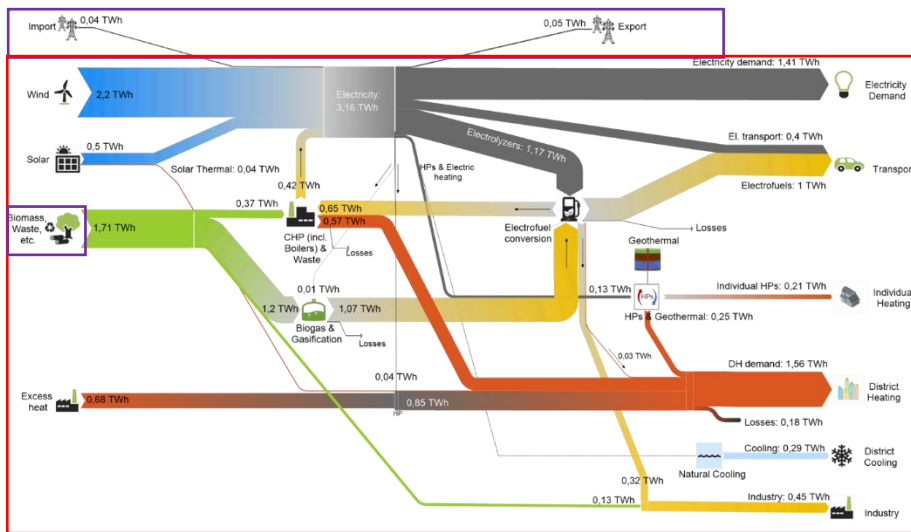 Import
0,04 TWh
0,05 TWh
Export
Wind
2,2 TWh
Electricity:
3,16 TWh
Electricity demand: 1,41 TWh
Electricity
Demand
Solar
0,5 TWh
Solar Thermal: 0,04 TWh
HPs & Electric
heating
Electrolyzers: 1,17 TWh
El. transport: 0,4 TWh
Transport
Electrofuels: 1 TWh
Biomass,
Waste,
etc.
1,71 TWh
0,37 TWh
0,42 TWh
0,65 TWh
0,57 TWh
CHP (incl.
Boilers) &
Waste
Losses
Electrofuel
conversion
Losses
Geothermal
1,2 TWh
0,01 TWh
1,07 TWh
Biogas &
Gasification
Losses
0,13 TWh
HPs
HPs & Geothermal: 0,25 TWh
Individual HPs: 0,21 TWh
Individual
Heating
0,03 TWh
Excess
heat
0,68 TWh
0,04 TWh
0,85 TWh
HP
DH demand: 1,56 TWh
District
Heating
Losses: 0,18 TWh
Natural Cooling
Cooling: 0,29 TWh
District
Cooling
0,32 TWh
0,13 TWh
Industry: 0,45 TWh
Industry